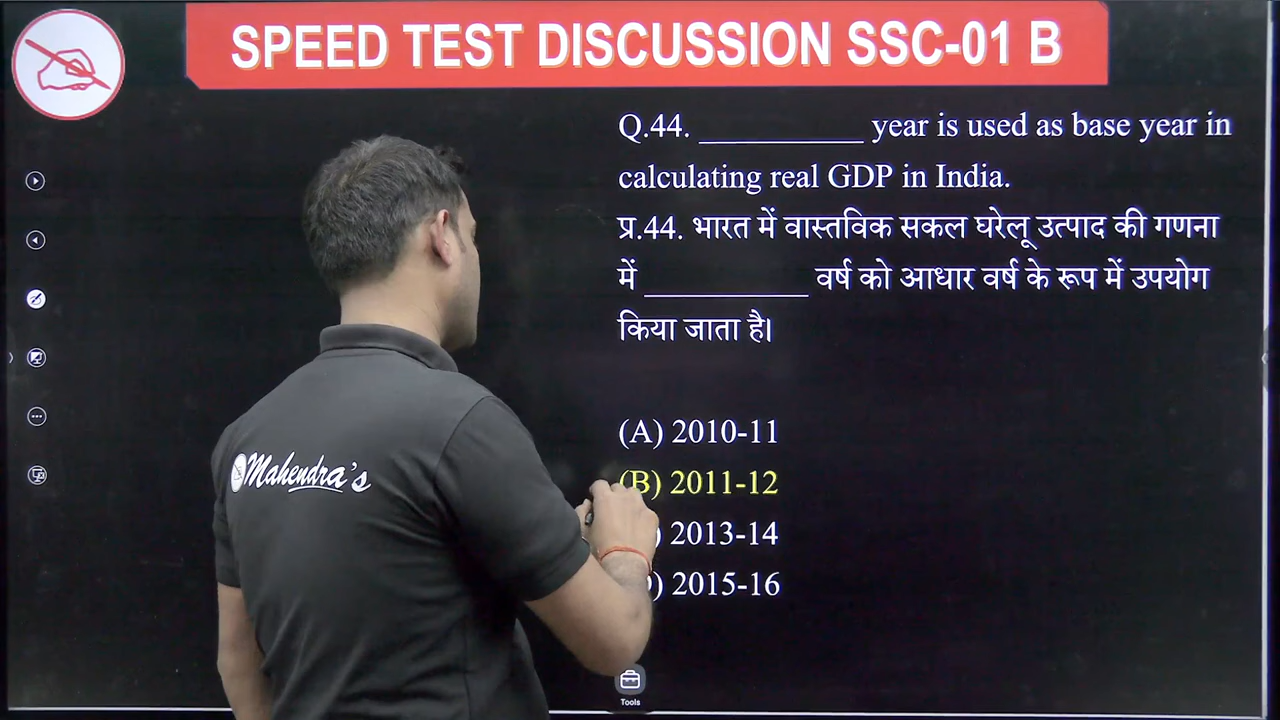 SPEED TEST DISCUSSION SSC-01 B
Q.44. __________ year is used as base year in
calculating real GDP in India.
प्र.44. भारत में वास्तविक सकल घरेलू उत्पाद की गणना
में __________ वर्ष को आधार वर्ष के रूप में उपयोग
किया जाता है।
(A) 2010-11
(B) 2011-12
) 2013-14
) 2015-16
Mahendra's
Tools